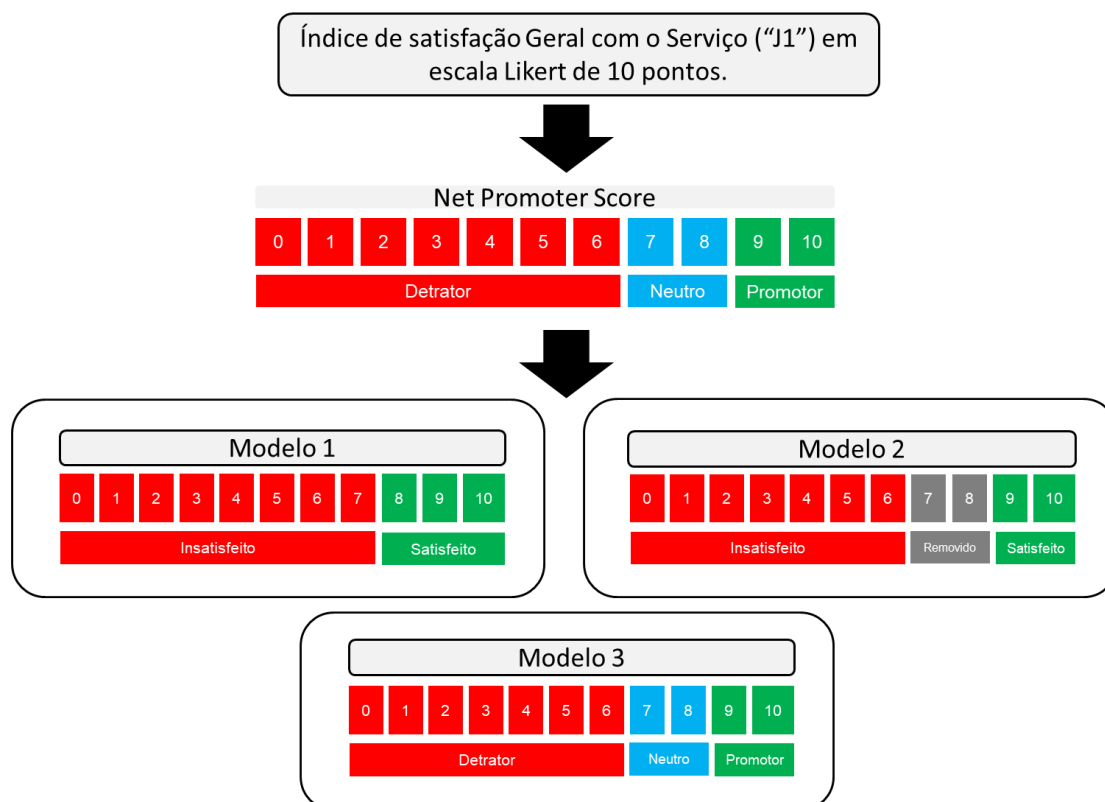 Índice de satisfação Geral com o Serviço (“J1”) em
escala Likert de 10 pontos.
Net Promoter Score
0 1 2 3 4 5 6 7 8 9 10
Detrator Neutro Promotor
Modelo 1
0 1 2 3 4 5 6 7 8 9 10
Insatisfeito Satisfeito
Modelo 2
0 1 2 3 4 5 6 7 8 9 10
Insatisfeito Removido Satisfeito
Modelo 3
0 1 2 3 4 5 6 7 8 9 10
Detrator Neutro Promotor